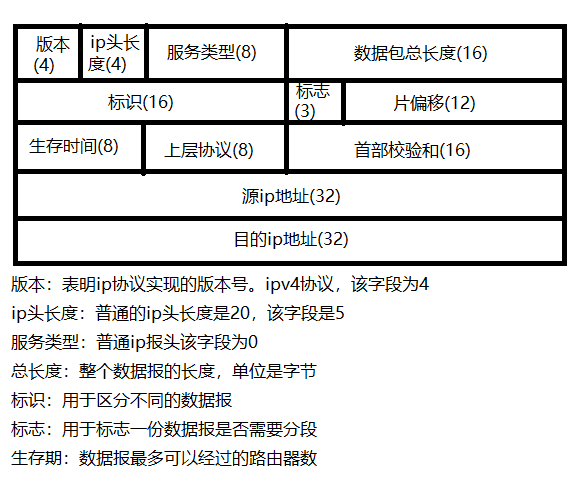 版本(4) ip头长度(4) 服务类型(8) 数据包总长度(16)
标识(16) 标志(3) 片偏移(12)
生存时间(8) 上层协议(8) 首部校验和(16)
源ip地址(32)
目的ip地址(32)
版本：表明ip协议实现的版本号。ipv4协议，该字段为4
ip头长度：普通的ip头长度是20，该字段是5
服务类型：普通ip报头该字段为0
总长度：整个数据报的长度，单位是字节
标识：用于区分不同的数据报
标志：用于标志一份数据报是否需要分段
生存期：数据报最多可以经过的路由器数